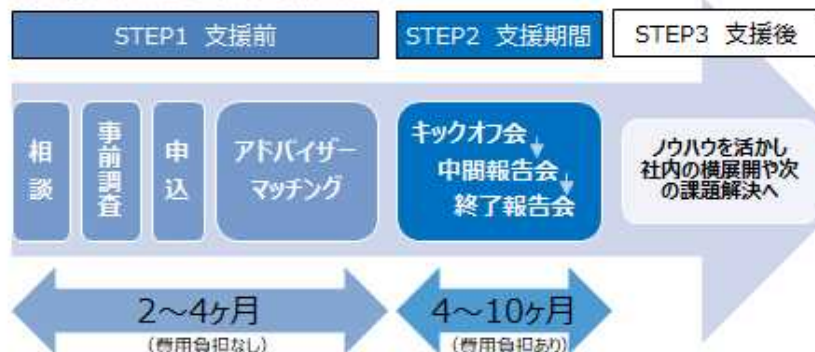 STEP1 支援前
STEP2 支援期間
STEP3 支援後
相談
事前調査
申込
アドバイザー
マッチング
キックオフ会
中間報告会
終了報告会
ノウハウを活かし
社内の横展開や次
の課題解決へ
2～4ヶ月
(費用負担なし)
4～10ヶ月
(費用負担あり)